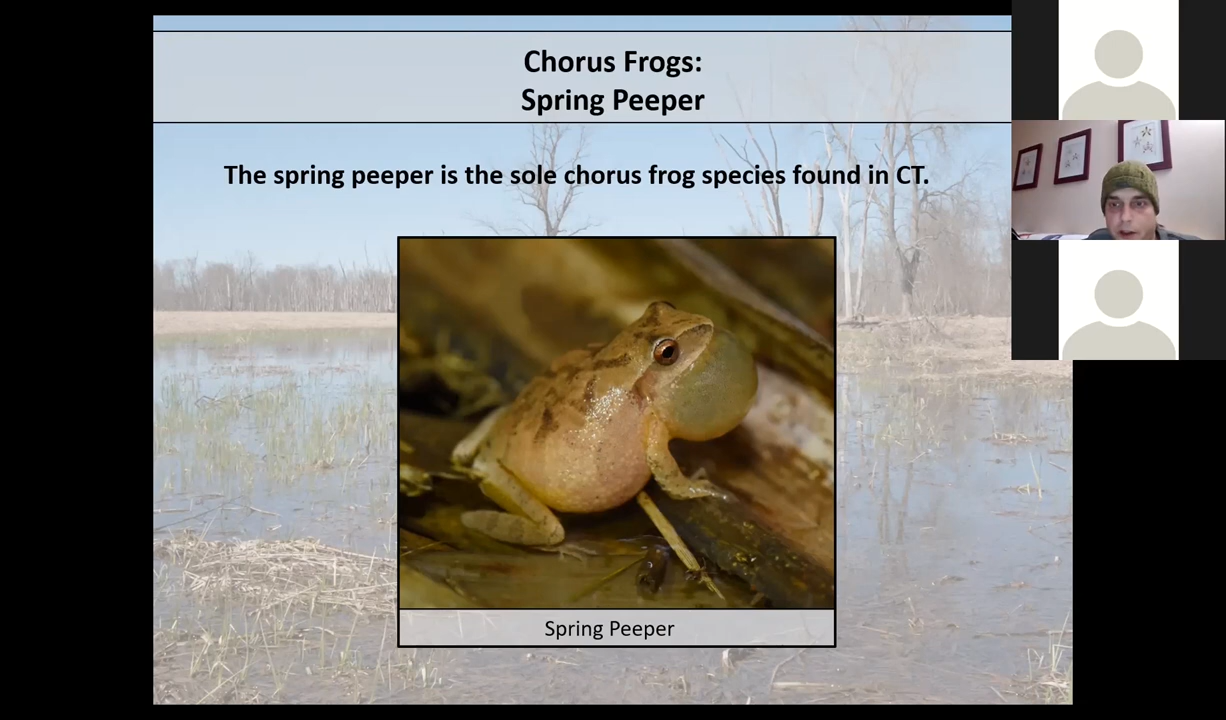 Chorus Frogs:
Spring Peeper
The spring peeper is the sole chorus frog species found in CT.
Spring Peeper